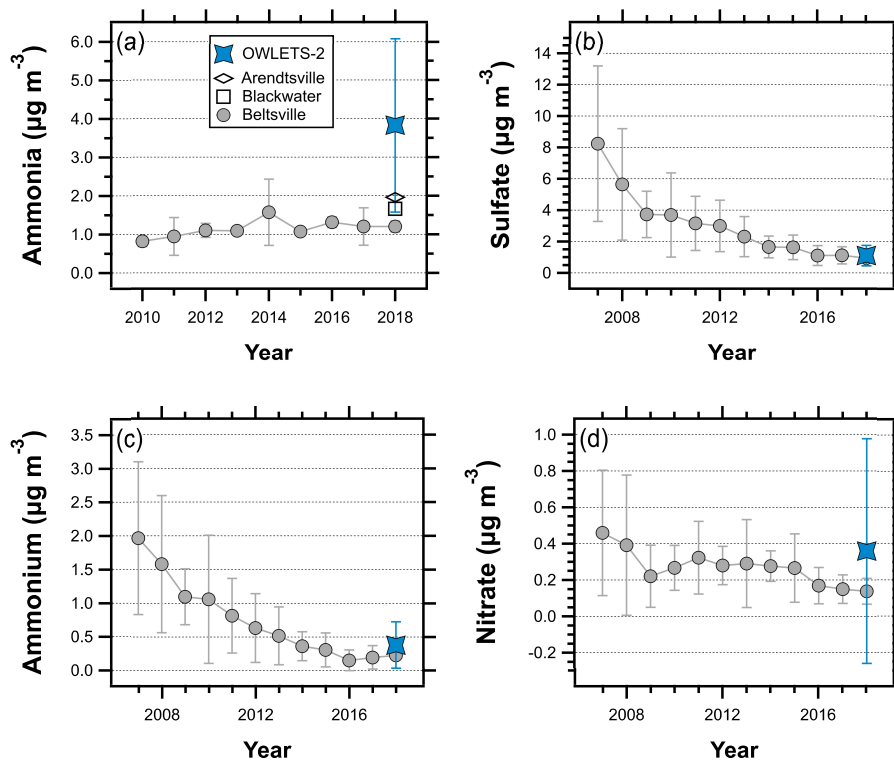 (a)
Ammonia (µg m-3)
6.0
5.0
4.0
3.0
2.0
1.0
0.0
OWLETS-2
Arendtsville
Blackwater
Beltsville
2010 2012 2014 2016 2018
Year
(b)
Sulfate (µg m-3)
14
12
10
8
6
4
2
0
2008 2012 2016
Year
(c)
Ammonium (µg m-3)
3.5
3.0
2.5
2.0
1.5
1.0
0.5
0.0
2008 2012 2016
Year
(d)
Nitrate (µg m-3)
1.0
0.8
0.6
0.4
0.2
0.0
-0.2
2008 2012 2016
Year